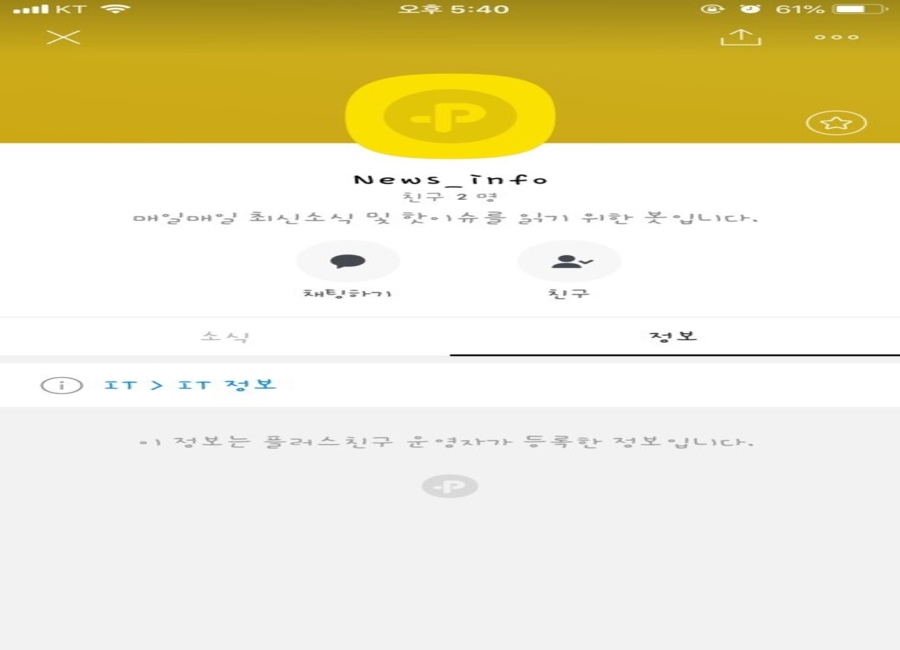 KT 오후 5:40 61%
News_info
친구 2 명
매일매일 최신소식 및 핫이슈를 읽기 위한 봇입니다.
채팅하기 친구
소식 정보
IT > IT 정보
이 정보는 플러스친구 운영자가 등록한 정보입니다.